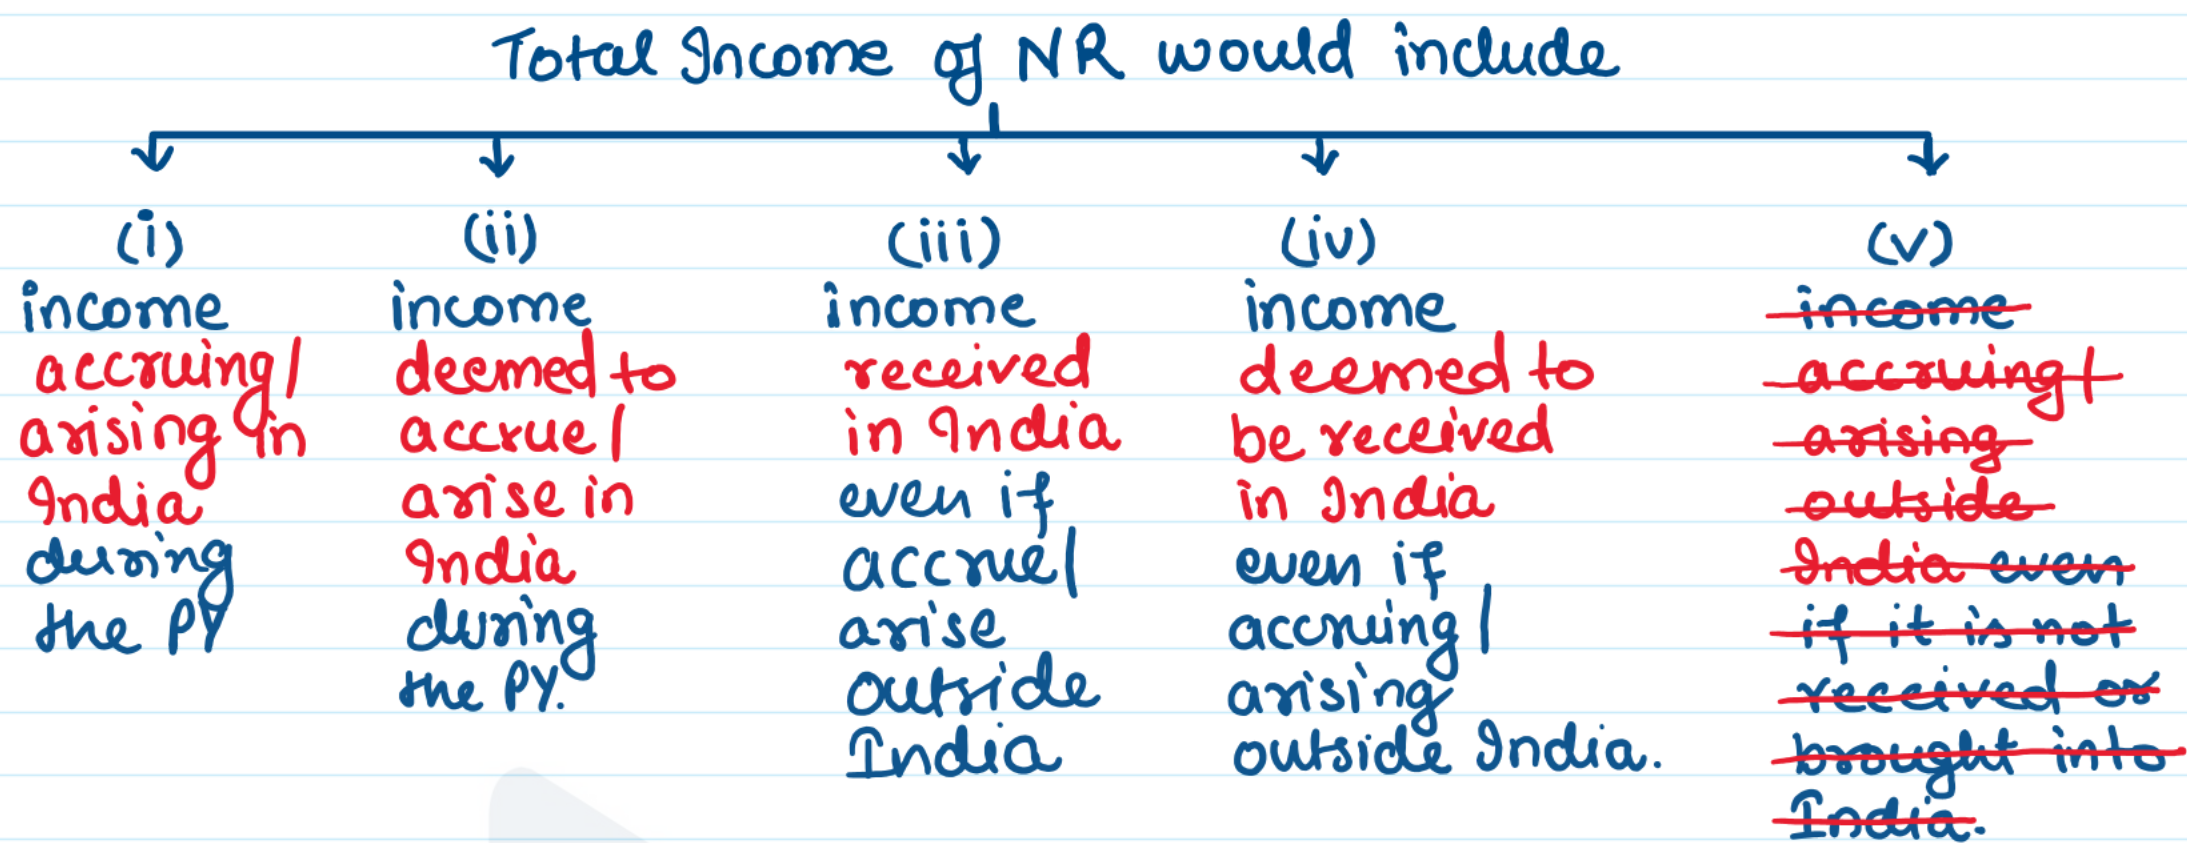 Total Income of NR would include
(i)
income
accruing/
arising in
India
during
the PY
(ii)
income
deemed to
accrue/
arise in
India
during
the PY.
(iii)
income
received
in India
even if
accrue/
arise
outside
India
(iv)
income
deemed to
be received
in India
even if
accruing/
arising
outside India.
(v)
income
accruing/
arising
outside
India even
if it is not
received or
brought into
India.